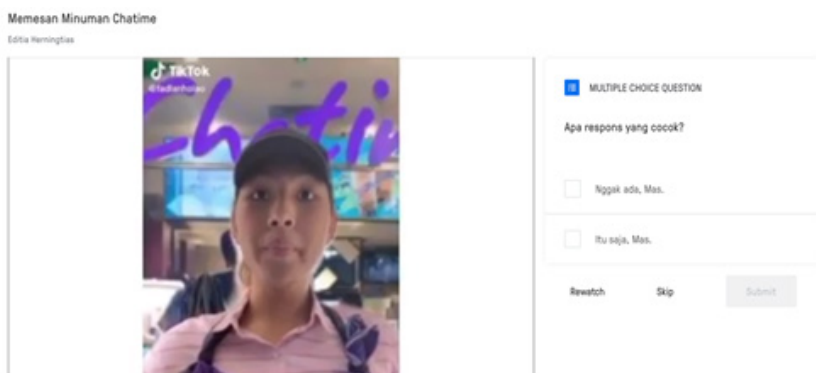 Memesan Minuman Chatime
Editia Herningtias
TikTok
Chatim
MULTIPLE CHOICE QUESTION
Apa respons yang cocok?
Nggak ada, Mas.
Itu saja, Mas.
Rewatch
Skip
Submit